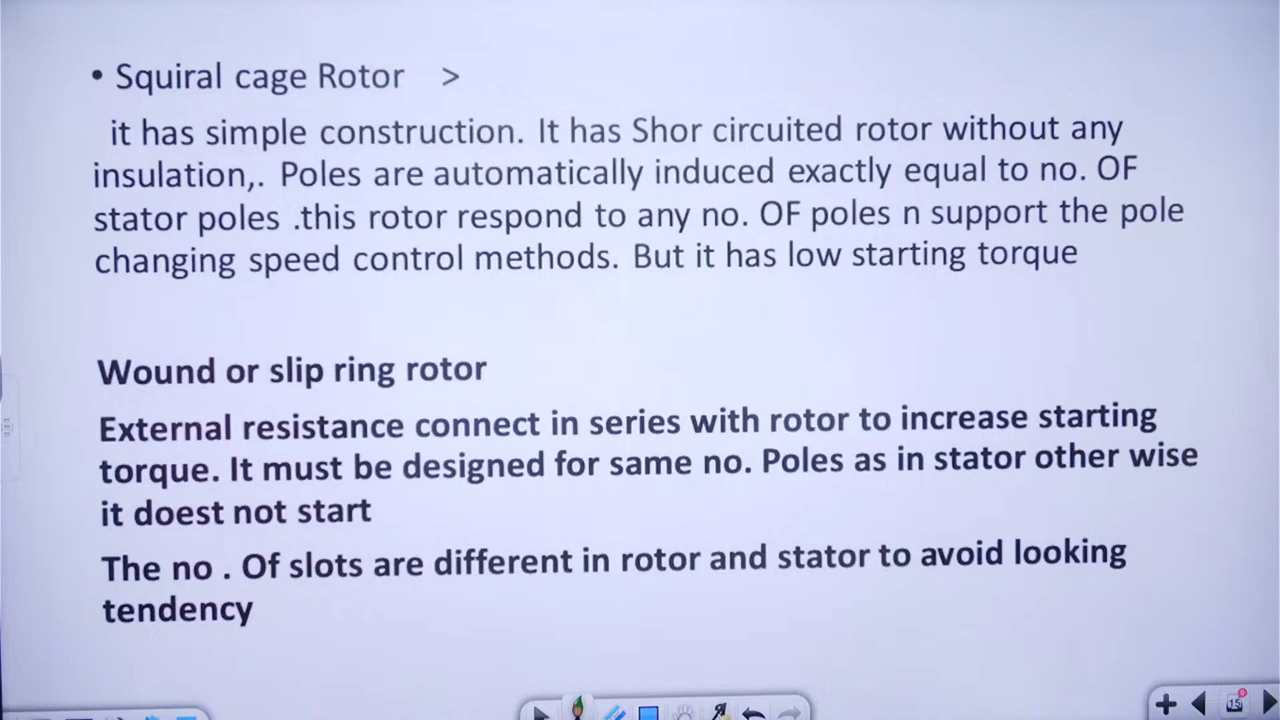 • Squiral cage Rotor >
it has simple construction. It has Shor circuited rotor without any
insulation,. Poles are automatically induced exactly equal to no. OF
stator poles .this rotor respond to any no. OF poles n support the pole
changing speed control methods. But it has low starting torque
Wound or slip ring rotor
External resistance connect in series with rotor to increase starting
torque. It must be designed for same no. Poles as in stator other wise
it doest not start
The no . Of slots are different in rotor and stator to avoid looking
tendency
15